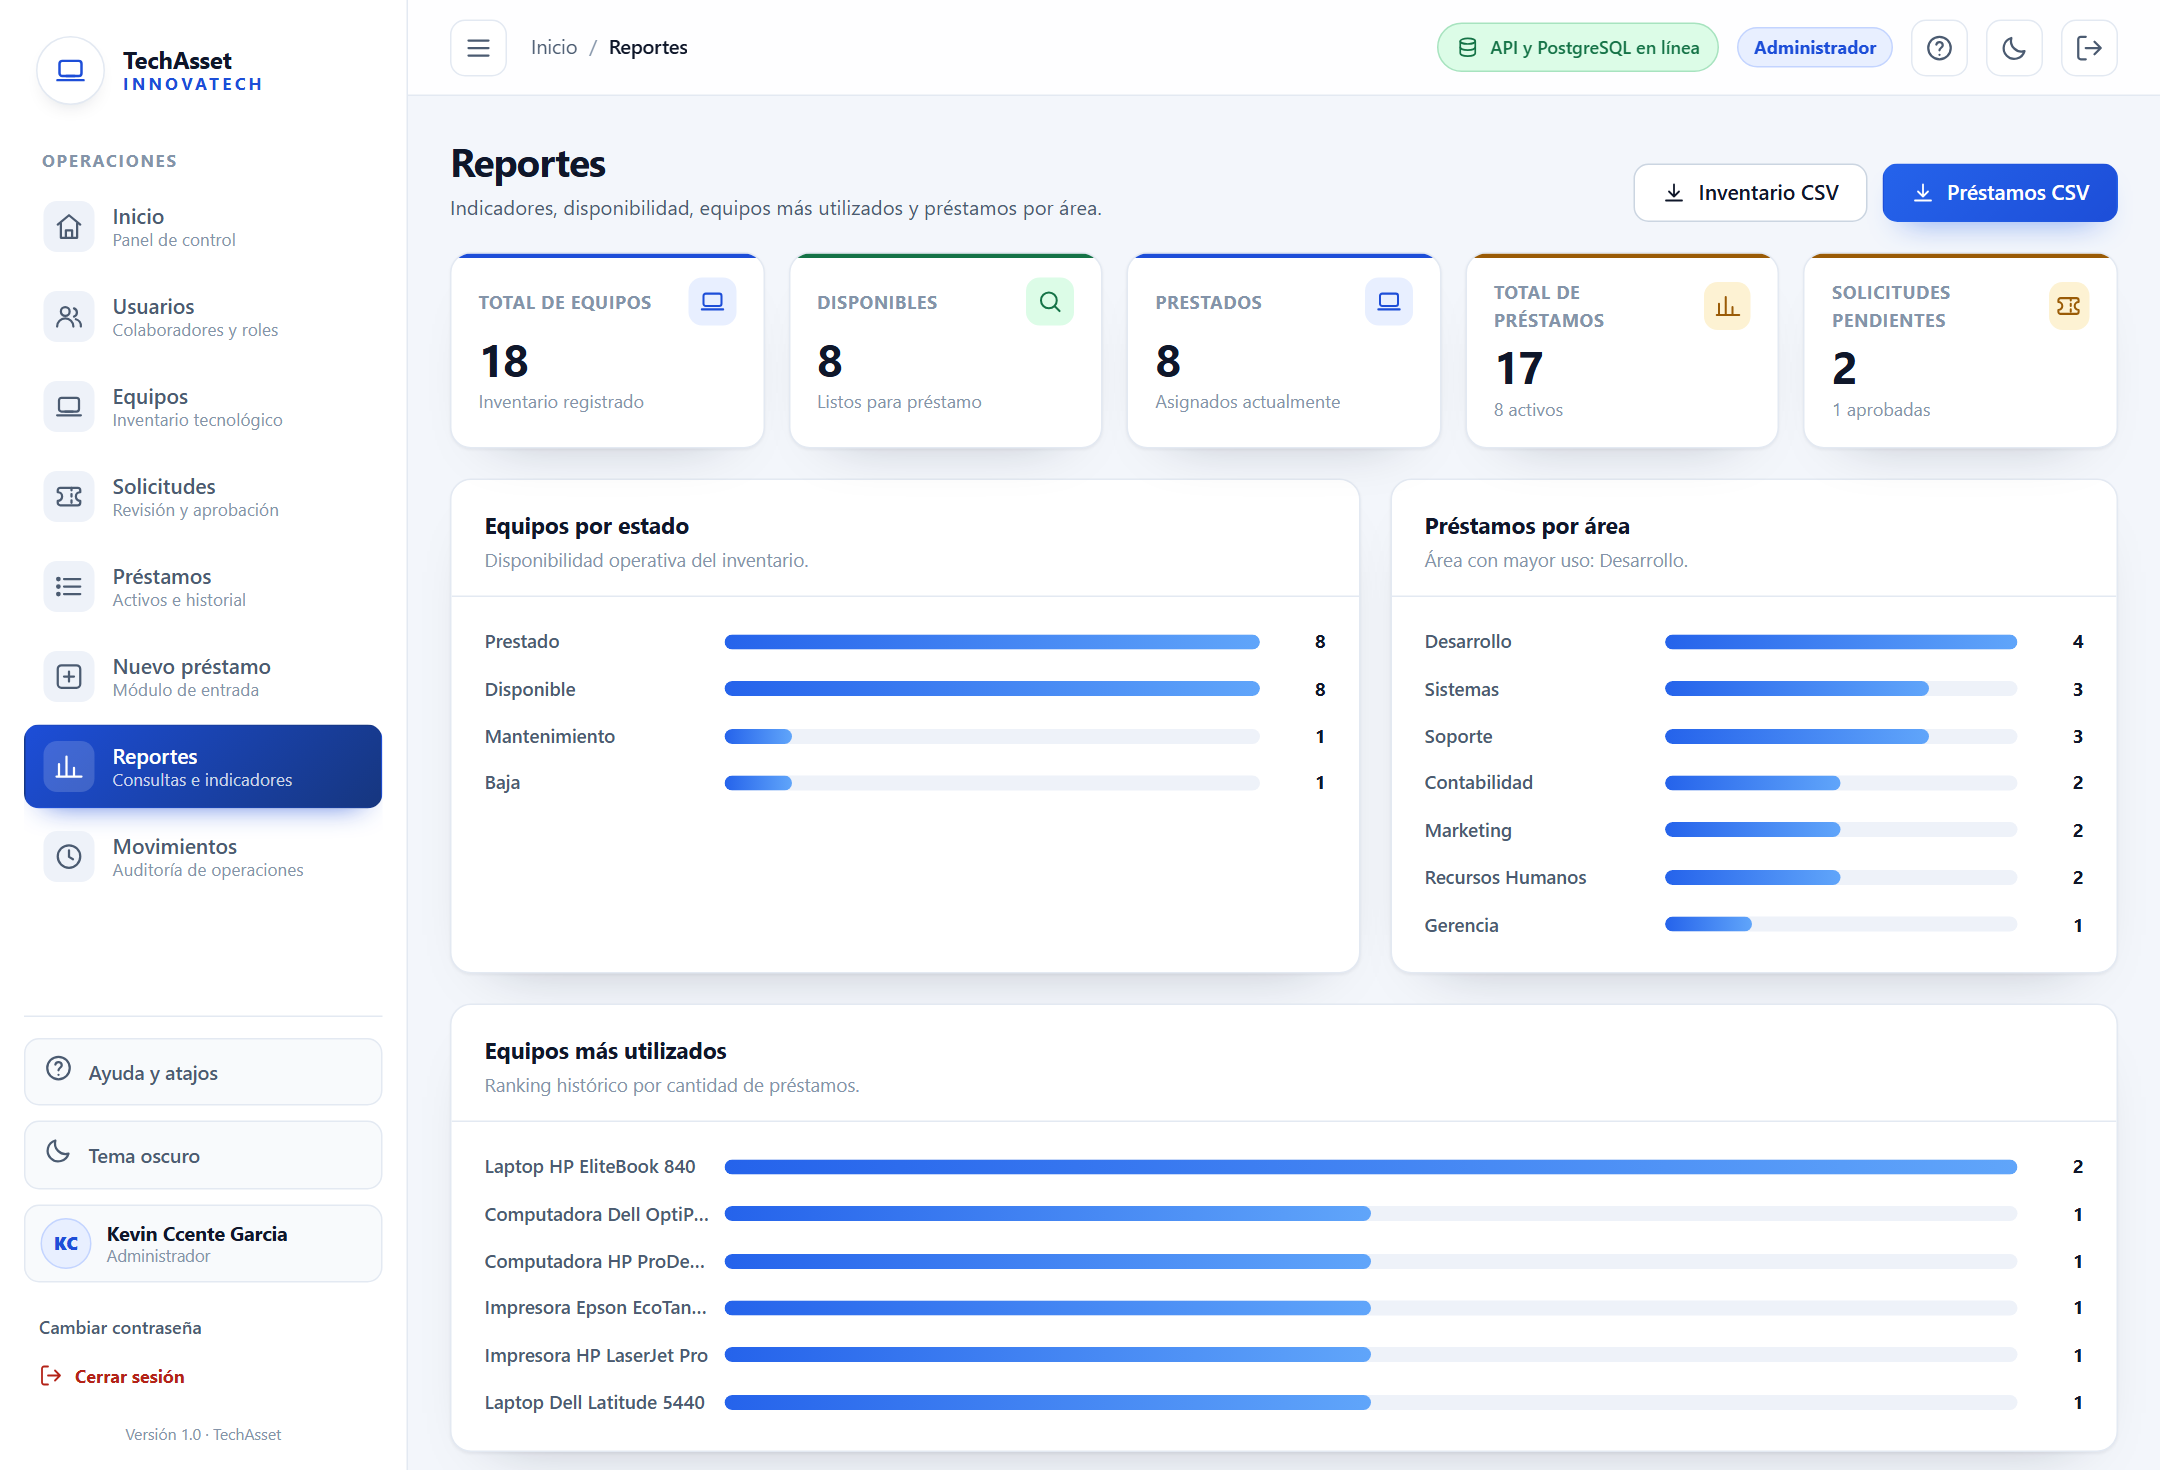 TechAsset
INNOVATECH
OPERACIONES
Inicio
Panel de control
Usuarios
Colaboradores y roles
Equipos
Inventario tecnológico
Solicitudes
Revisión y aprobación
Préstamos
Activos e historial
Nuevo préstamo
Módulo de entrada
Reportes
Consultas e indicadores
Movimientos
Auditoría de operaciones
Ayuda y atajos
Tema oscuro
KC
Kevin Ccente Garcia
Administrador
Cambiar contraseña
Cerrar sesión
Versión 1.0 · TechAsset
Inicio / Reportes
API y PostgreSQL en línea
Administrador
Reportes
Indicadores, disponibilidad, equipos más utilizados y préstamos por área.
Inventario CSV
Préstamos CSV
TOTAL DE EQUIPOS
18
Inventario registrado
DISPONIBLES
8
Listos para préstamo
PRESTADOS
8
Asignados actualmente
TOTAL DE
PRÉSTAMOS
17
8 activos
SOLICITUDES
PENDIENTES
2
1 aprobadas
Equipos por estado
Disponibilidad operativa del inventario.
Prestado 8
Disponible 8
Mantenimiento 1
Baja 1
Préstamos por área
Área con mayor uso: Desarrollo.
Desarrollo 4
Sistemas 3
Soporte 3
Contabilidad 2
Marketing 2
Recursos Humanos 2
Gerencia 1
Equipos más utilizados
Ranking histórico por cantidad de préstamos.
Laptop HP EliteBook 840 2
Computadora Dell OptiP... 1
Computadora HP ProDe... 1
Impresora Epson EcoTan... 1
Impresora HP LaserJet Pro 1
Laptop Dell Latitude 5440 1